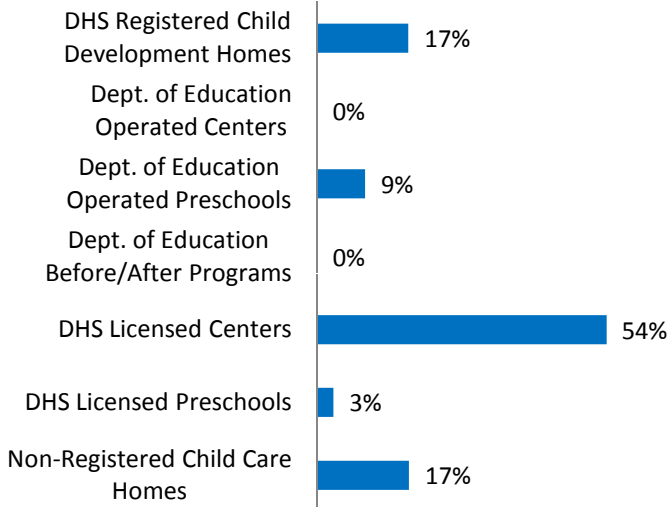 DHS Registered Child
Development Homes
17%
Dept. of Education
Operated Centers
0%
Dept. of Education
Operated Preschools
9%
Dept. of Education
Before/After Programs
0%
DHS Licensed Centers
54%
DHS Licensed Preschools
3%
Non-Registered Child Care
Homes
17%